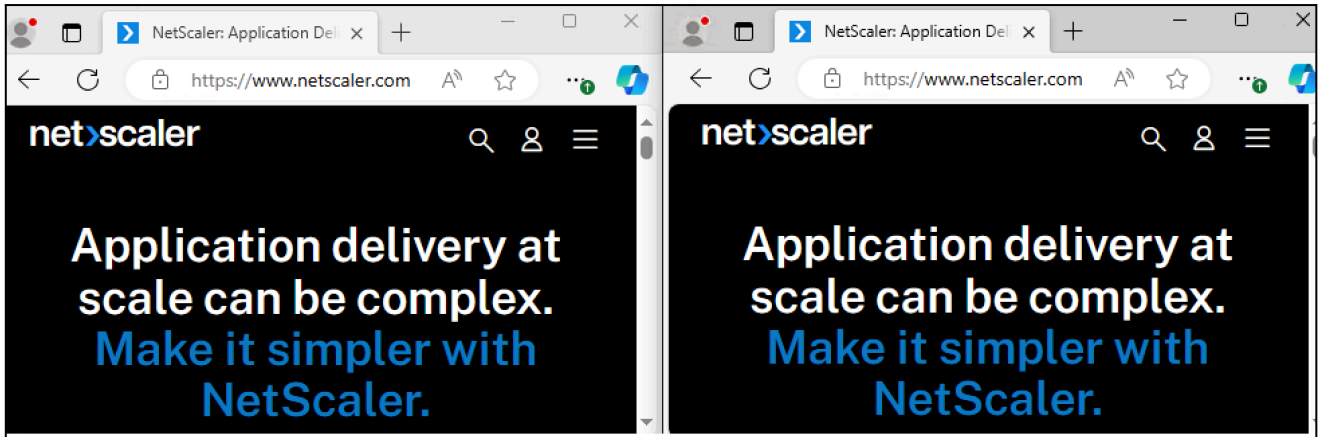 NetScaler: Application Deli
https://www.netscaler.com
net›scaler
Application delivery at
scale can be complex.
Make it simpler with
NetScaler.
NetScaler: Application Deli
https://www.netscaler.com
net›scaler
Application delivery at
scale can be complex.
Make it simpler with
NetScaler.